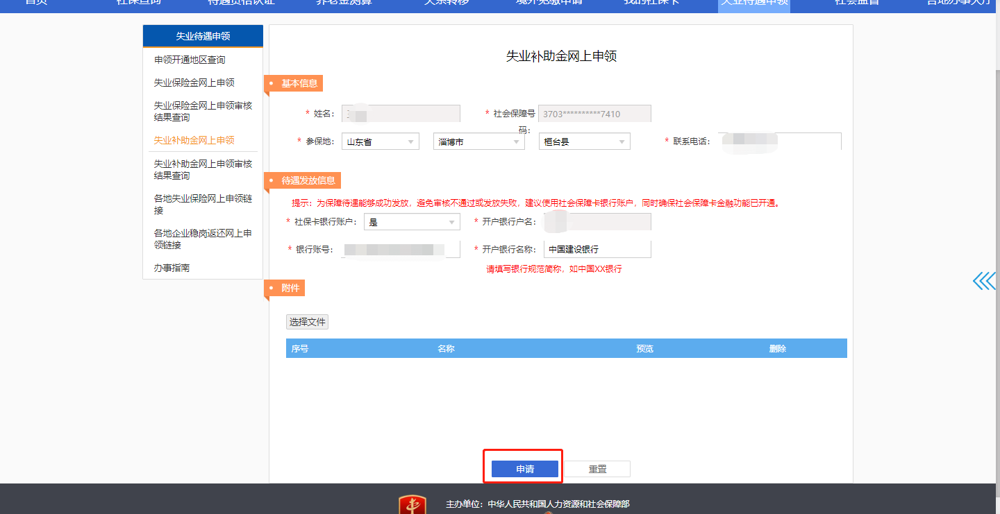 首页 社保查询 待遇资格认证 养老金测算 关系转移 境外免缴申请 我的社保卡 失业待遇申领 社会监督
失业待遇申领
申领开通地区查询
失业保险金网上申领
失业保险金网上申领审核
结果查询
失业补助金网上申领
失业补助金网上申领审核
结果查询
各地失业保险网上申领链
接
各地企业稳岗返还网上申
领链接
办事指南
失业补助金网上申领
基本信息
* 姓名: * 社会保障号
码: 3703**********7410
* 参保地: 山东省 淄博市 桓台县 * 联系电话:
待遇发放信息
提示：为保障待遇能够成功发放，避免审核不通过或发放失败，建议使用社会保障卡银行账户，同时确保社会保障卡金融功能已开通。
* 社保卡银行账户: 是 * 开户银行户名:
* 银行账号: * 开户银行名称: 中国建设银行
请填写银行规范简称，如中国XX银行
附件
选择文件
序号 名称 预览 删除
申请 重置
主办单位：中华人民共和国人力资源和社会保障部